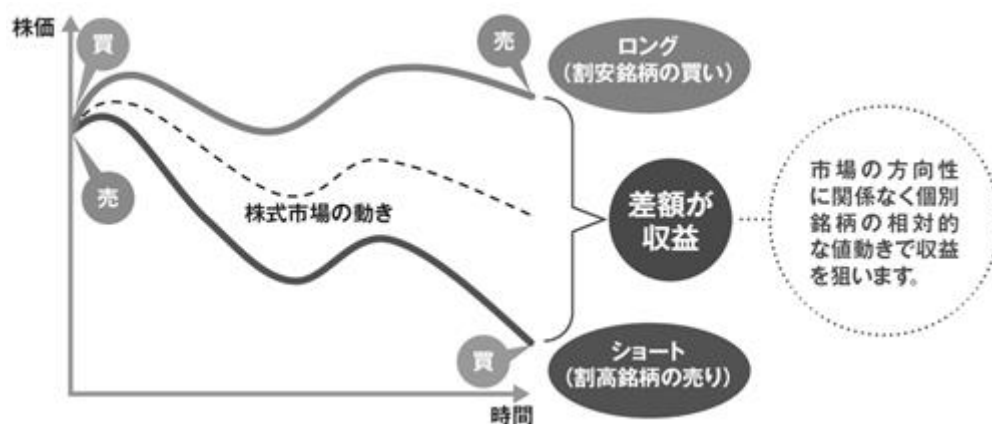 株価
買
売
ロング
(割安銘柄の買い)
売
株式市場の動き
差額が
収益
市場の方向性
に関係なく個別
銘柄の相対的
な値動きで収益
を狙います。
買
ショート
(割高銘柄の売り)
時間